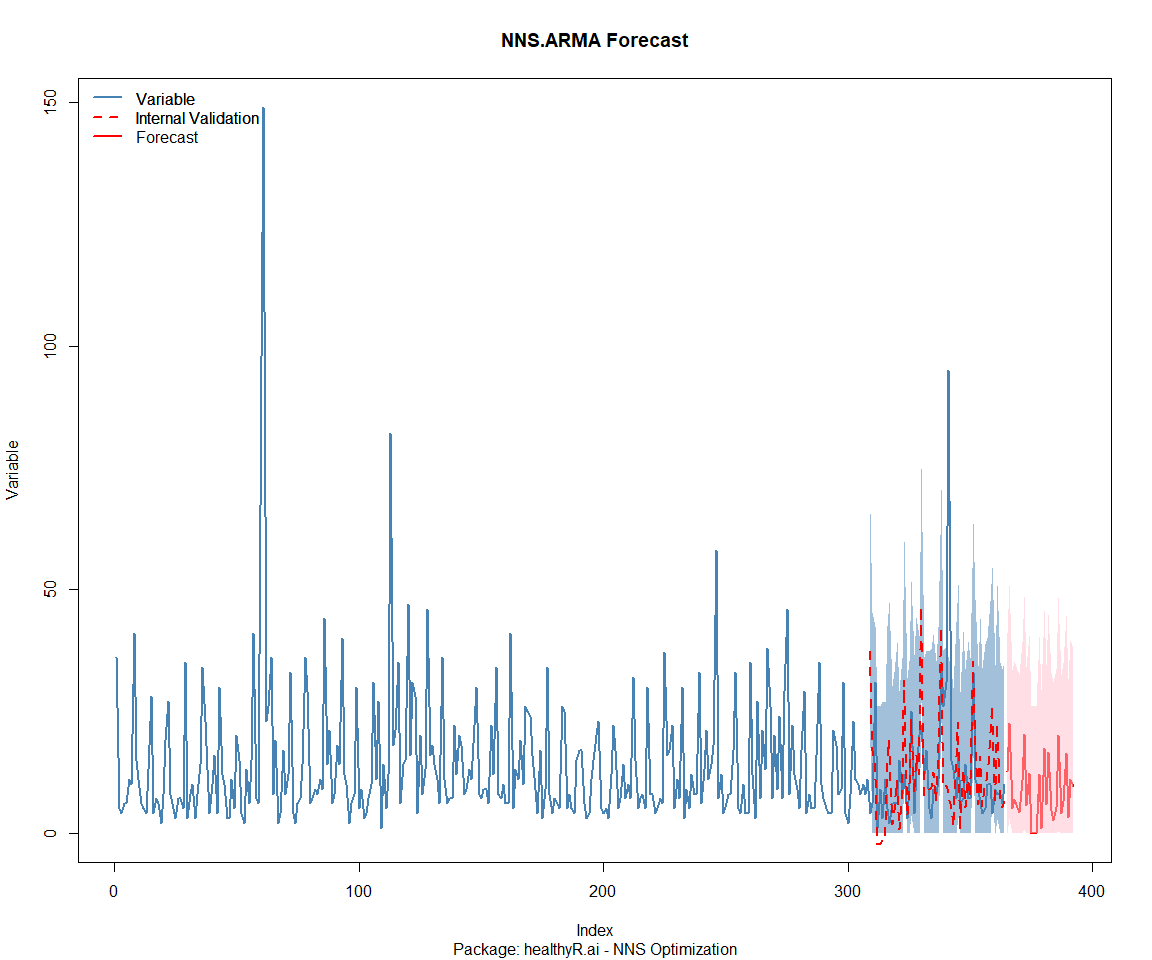 NNS.ARMA Forecast
Variable
Internal Validation
Forecast
150
100
50
0
Variable
0
100
200
300
400
Index
Package: healthyR.ai - NNS Optimization